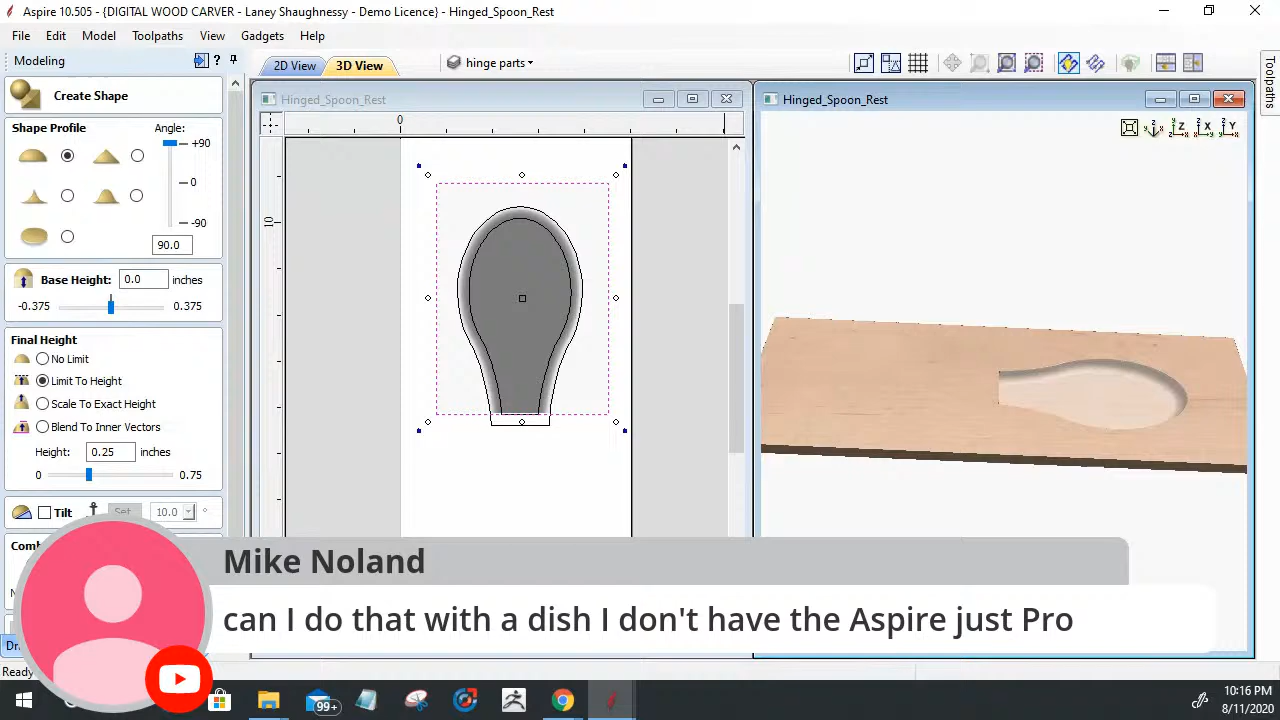 Aspire 10.505 - {DIGITAL WOOD CARVER - Laney Shaughnessy - Demo Licence} - Hinged_Spoon_Rest
File Edit Model Toolpaths View Gadgets Help
Modeling
2D View 3D View hinge parts
Create Shape
Shape Profile
Angle:
+90
0
-90
90.0
Base Height: 0.0 inches
-0.375 0.375
Final Height
No Limit
Limit To Height
Scale To Exact Height
Blend To Inner Vectors
Height: 0.25 inches
0 0.75
Tilt Set 10.0 °
Hinged_Spoon_Rest
0
10
Hinged_Spoon_Rest
Z X Y
Toolpaths
Mike Noland
can I do that with a dish I don't have the Aspire just Pro
99+
10:16 PM
8/11/2020